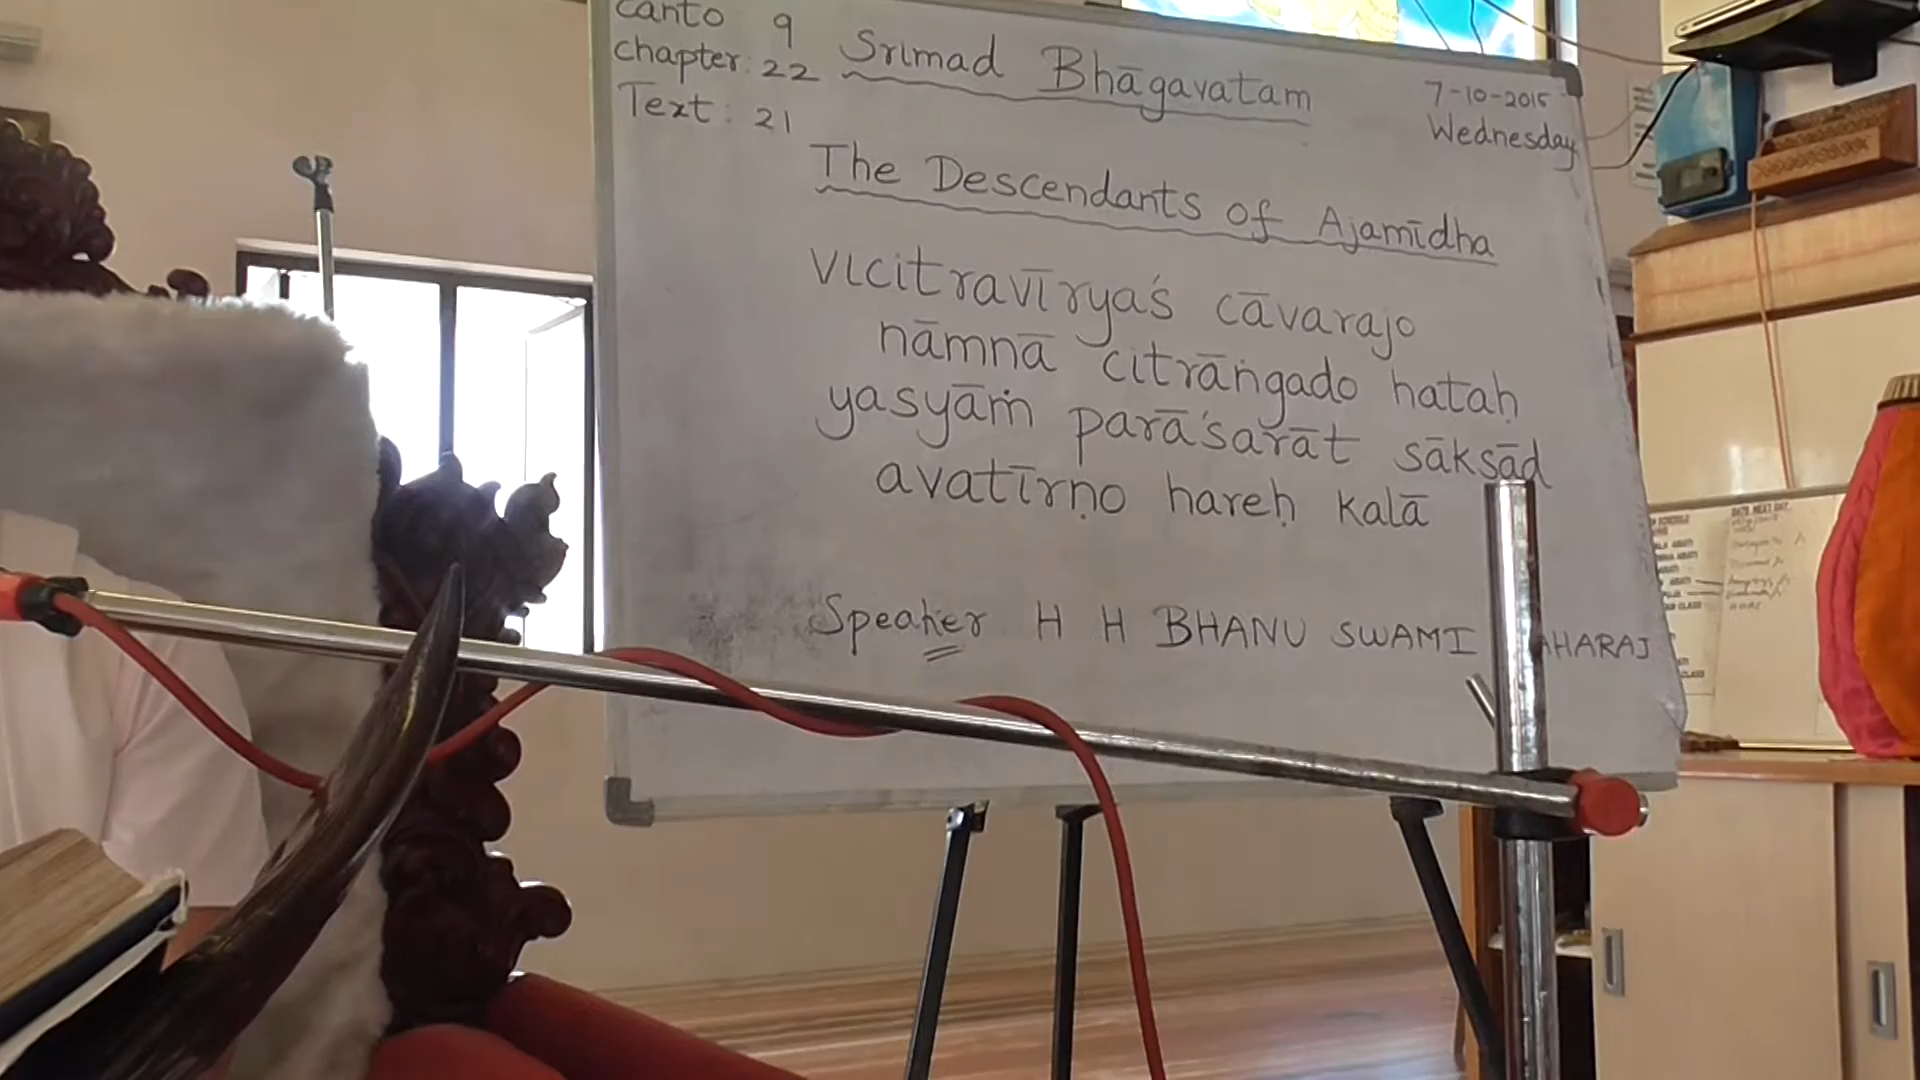 Canto 9
Chapter: 22
Text: 21
Srimad Bhāgavatam
7-10-2015
Wednesday
The Descendants of Ajamīdha
vicitravīryaś cāvarajo
nāmnā citrāṅgado hataḥ
yasyāṁ parāśarāt sākṣād
avatīrṇo hareḥ kalā
Speaker H H BHANU SWAMI AHARAJ